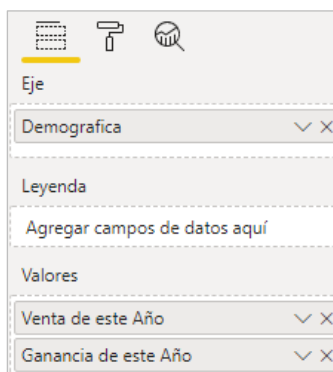 Eje
Demografica
Leyenda
Agregar campos de datos aquí
Valores
Venta de este Año
Ganancia de este Año